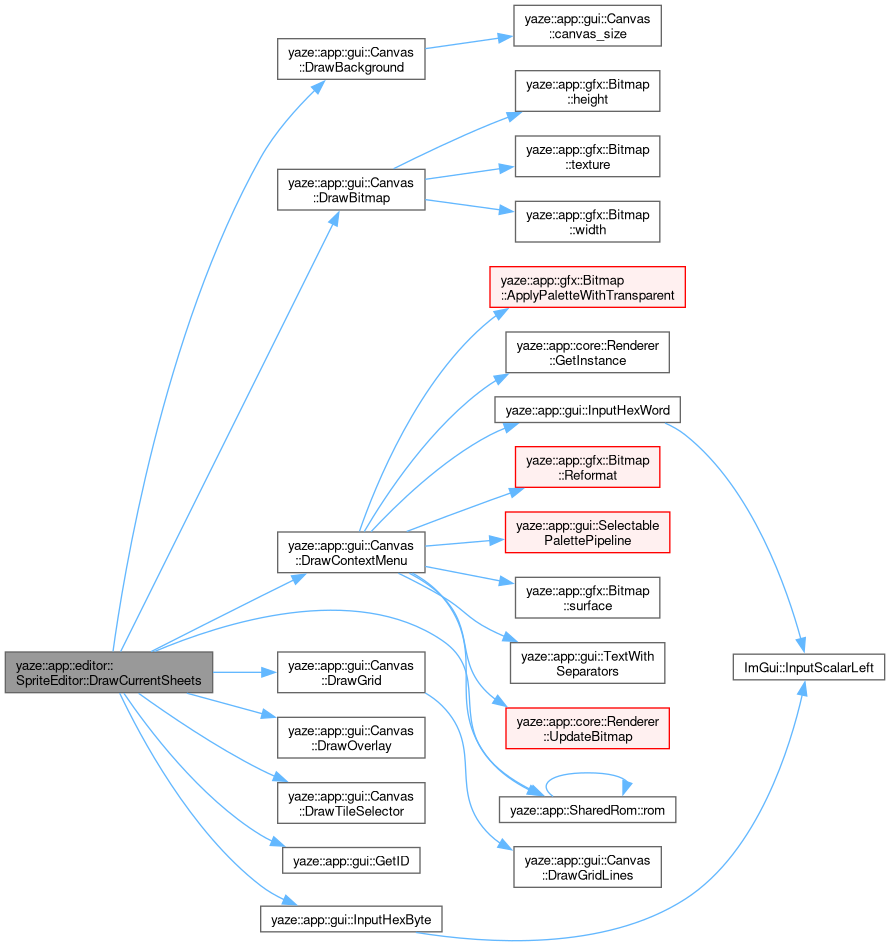 yaze::app::gui::Canvas
::canvas_size
yaze::app::gui::Canvas
::DrawBackground
yaze::app::gfx::Bitmap
::height
yaze::app::gfx::Bitmap
::texture
yaze::app::gui::Canvas
::DrawBitmap
yaze::app::gfx::Bitmap
::width
yaze::app::gfx::Bitmap
::ApplyPaletteWithTransparent
yaze::app::core::Renderer
::GetInstance
yaze::app::gui::InputHexWord
yaze::app::gfx::Bitmap
::Reformat
yaze::app::gui::Selectable
PalettePipeline
yaze::app::gui::Canvas
::DrawContextMenu
yaze::app::gfx::Bitmap
::surface
yaze::app::gui::TextWith
Separators
yaze::app::editor::
SpriteEditor::DrawCurrentSheets
yaze::app::gui::Canvas
::DrawGrid
ImGui::InputScalarLeft
yaze::app::core::Renderer
::UpdateBitmap
yaze::app::gui::Canvas
::DrawOverlay
yaze::app::gui::Canvas
::DrawTileSelector
yaze::app::SharedRom::rom
yaze::app::gui::GetID
yaze::app::gui::Canvas
::DrawGridLines
yaze::app::gui::InputHexByte